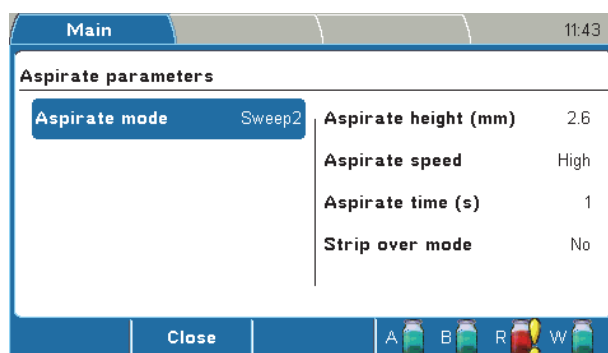 Main 11:43
Aspirate parameters
Aspirate mode Sweep2
Aspirate height (mm) 2.6
Aspirate speed High
Aspirate time (s) 1
Strip over mode No
Close A B R W